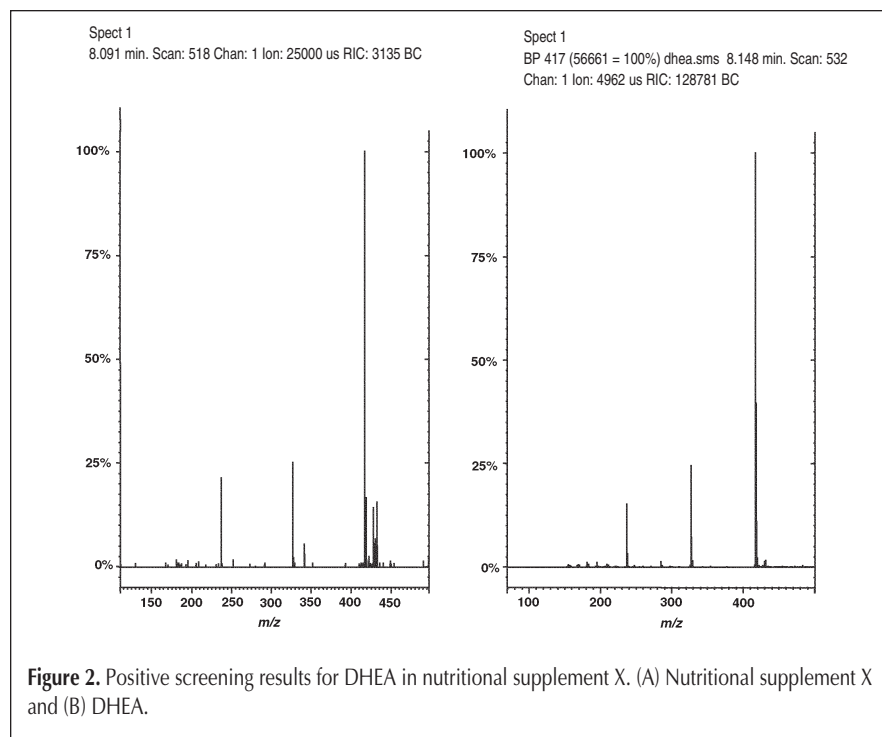 Spect 1
8.091 min. Scan: 518 Chan: 1 Ion: 25000 us RIC: 3135 BC
100%
75%
50%
25%
0%
150 200 250 300 350 400 450
m/z
Spect 1
BP 417 (56661 = 100%) dhea.sms 8.148 min. Scan: 532
Chan: 1 Ion: 4962 us RIC: 128781 BC
100%
75%
50%
25%
0%
100 200 300 400
m/z
Figure 2. Positive screening results for DHEA in nutritional supplement X. (A) Nutritional supplement X
and (B) DHEA.